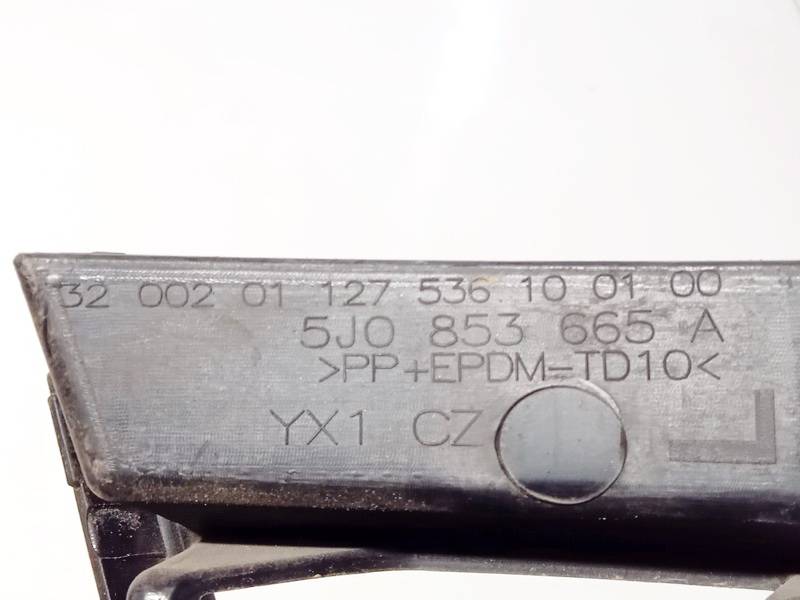 32 002 01 127 536 10 01 00
5J0 853 665 A
>PP+EPDM-TD10<
YX1 CZ
L